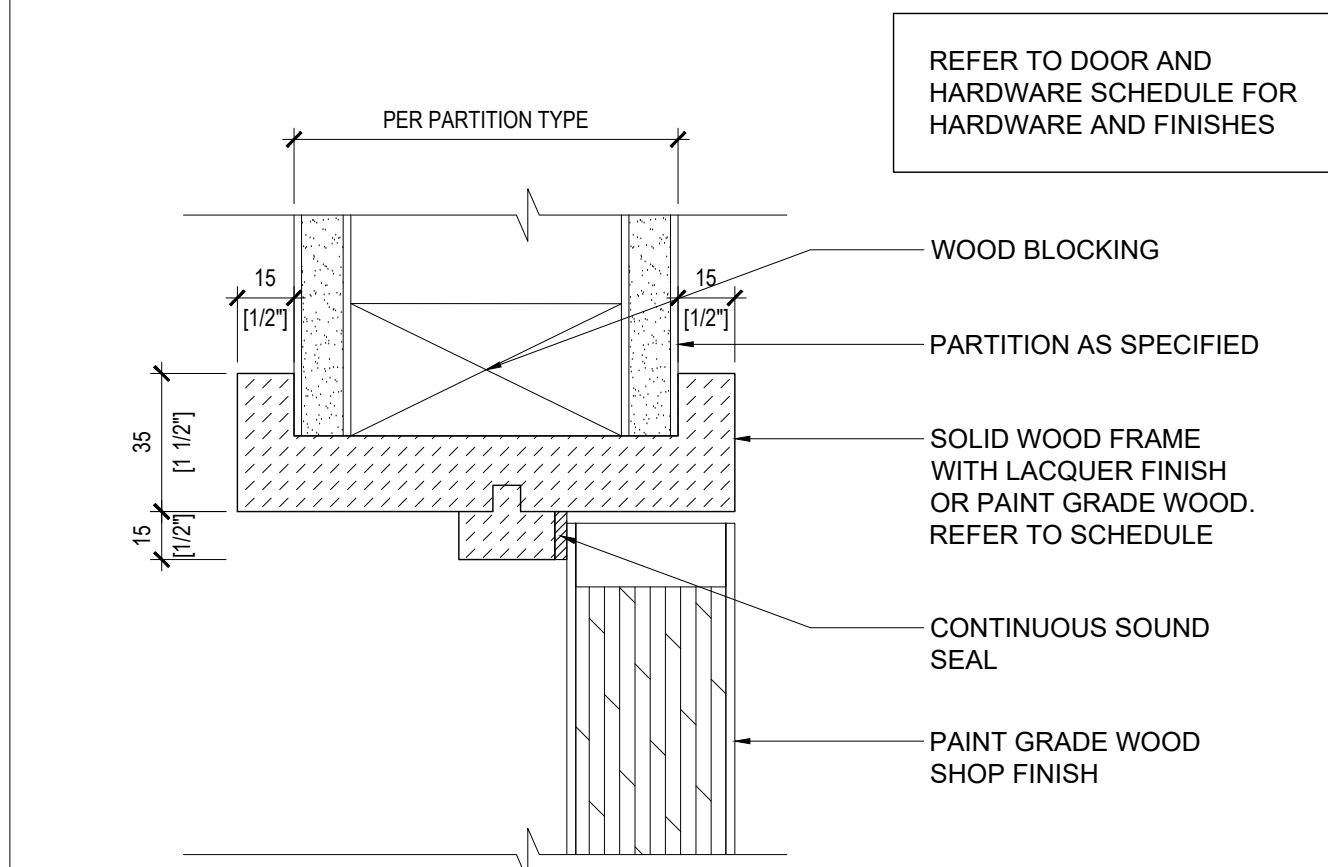 REFER TO DOOR AND
HARDWARE SCHEDULE FOR
HARDWARE AND FINISHES
PER PARTITION TYPE
WOOD BLOCKING
15
[1/2"]
15
[1/2"]
PARTITION AS SPECIFIED
35
[1 1/2"]
SOLID WOOD FRAME
WITH LACQUER FINISH
OR PAINT GRADE WOOD.
REFER TO SCHEDULE
15
[1/2"]
CONTINUOUS SOUND
SEAL
PAINT GRADE WOOD
SHOP FINISH